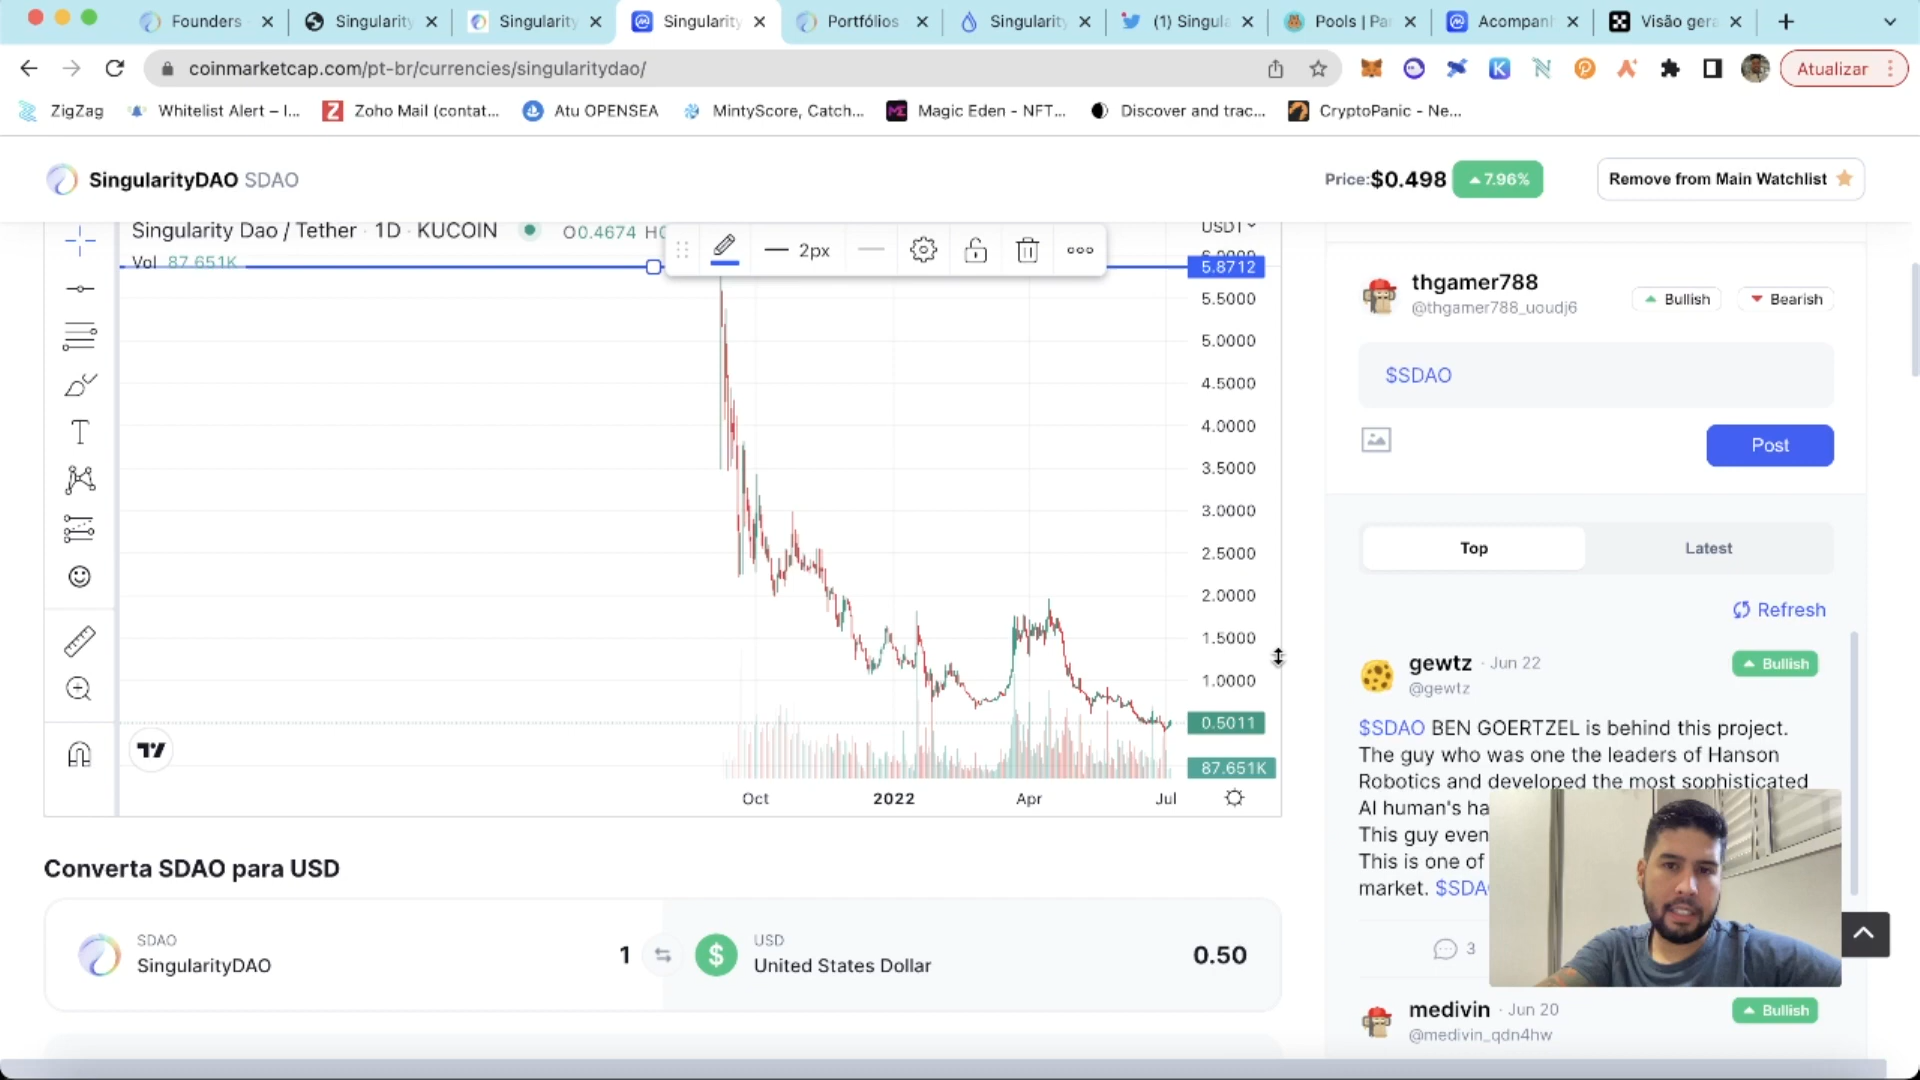 Founders
Singularity
Singularity
Singularity
Portfólios
Singularity
(1) Singula
Pools | Pan
Acompanh
Visão gera
coinmarketcap.com/pt-br/currencies/singularitydao/
Atualizar
ZigZag
Whitelist Alert – I...
Zoho Mail (contat...
Atu OPENSEA
MintyScore, Catch...
Magic Eden - NFT...
Discover and trac...
CryptoPanic - Ne...
SingularityDAO SDAO
Price:$0.498
7.96%
Remove from Main Watchlist
Singularity Dao / Tether · 1D · KUCOIN
O0.4674
Vol 87.651K
2px
USDT
5.8712
5.5000
5.0000
4.5000
4.0000
3.5000
3.0000
2.5000
2.0000
1.5000
1.0000
0.5011
87.651K
Oct
2022
Apr
Jul
thgamer788
@thgamer788_uoudj6
Bullish
Bearish
$SDAO
Post
Top
Latest
Refresh
gewtz · Jun 22
Bullish
@gewtz
$SDAO BEN GOERTZEL is behind this project.
The guy who was one the leaders of Hanson
Robotics and developed the most sophisticated
AI human's ha
This guy even
This is one of
market. $SDA
3
medivin · Jun 20
Bullish
@medivin_qdn4hw
Converta SDAO para USD
SDAO
SingularityDAO
1
USD
United States Dollar
0.50